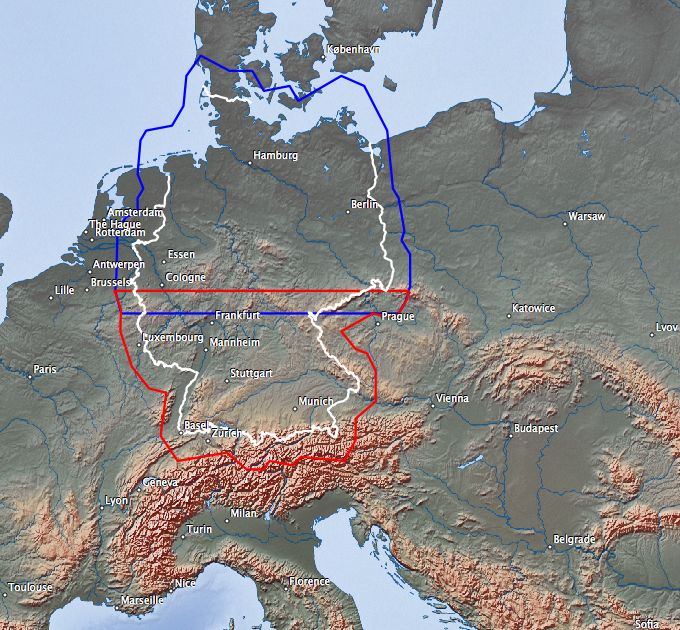 København
Hamburg
Berlin
Amsterdam
The Hague
Rotterdam
Warsaw
Essen
Antwerpen
Cologne
Brussels
Lille
Katowice
Frankfurt
Prague
Lvov
Luxembourg
Mannheim
Paris
Stuttgart
Munich
Vienna
Basel
Zürich
Budapest
Geneva
Lyon
Milan
Turin
Belgrade
Nice
Florence
Toulouse
Marseille
Sofia